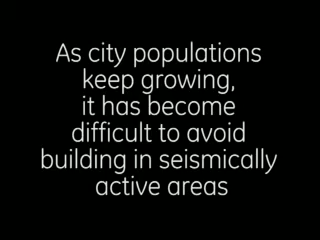 As city populations
keep growing,
it has become
difficult to avoid
building in seismically
active areas